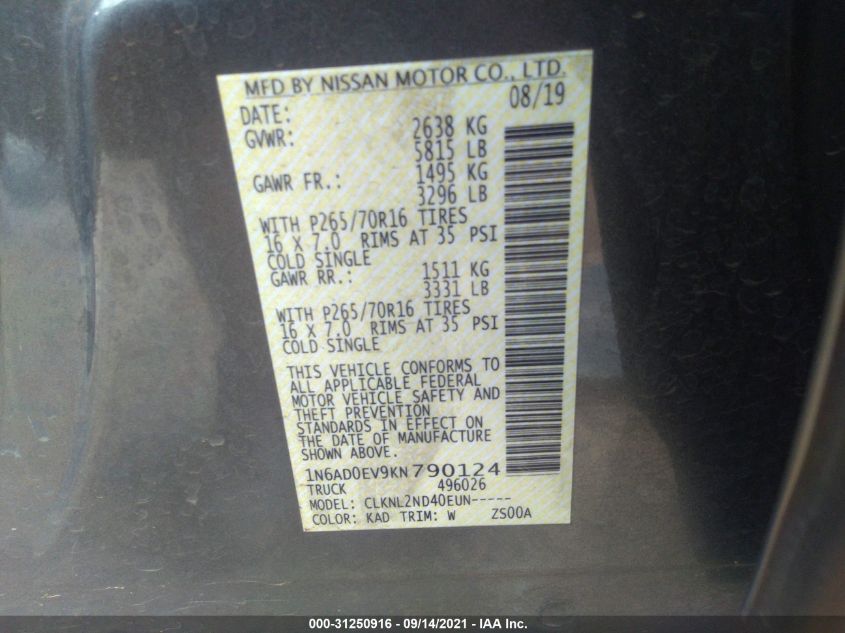 MFD BY NISSAN MOTOR CO., LTD.
DATE: 08/19
GVWR: 2638 KG
5815 LB
GAWR FR.: 1495 KG
3296 LB
WITH P265/70R16 TIRES
16 X 7.0 RIMS AT 35 PSI
COLD SINGLE
GAWR RR.: 1511 KG
3331 LB
WITH P265/70R16 TIRES
16 X 7.0 RIMS AT 35 PSI
COLD SINGLE
THIS VEHICLE CONFORMS TO
ALL APPLICABLE FEDERAL
MOTOR VEHICLE SAFETY AND
THEFT PREVENTION
STANDARDS IN EFFECT ON
THE DATE OF MANUFACTURE
SHOWN ABOVE.
1N6AD0EV9KN790124
TRUCK 496026
MODEL: CLKNL2ND40EUN-----
COLOR: KAD TRIM: W ZS00A
000-31250916 - 09/14/2021 - IAA Inc.